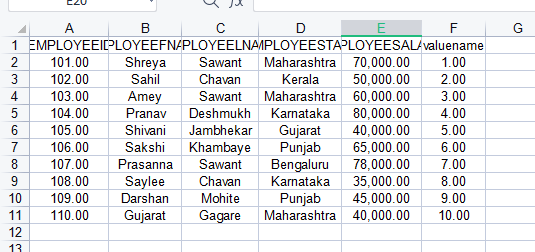 E20
A B C D E F G
1 EMPLOYEEID PLOYEEFNA PLOYEELNA MPLOYEESTA PLOYEESALA valuename
2 101.00 Shreya Sawant Maharashtra 70,000.00 1.00
3 102.00 Sahil Chavan Kerala 50,000.00 2.00
4 103.00 Amey Sawant Maharashtra 60,000.00 3.00
5 104.00 Pranav Deshmukh Karnataka 80,000.00 4.00
6 105.00 Shivani Jambhekar Gujarat 40,000.00 5.00
7 106.00 Sakshi Khambaye Punjab 65,000.00 6.00
8 107.00 Prasanna Sawant Bengaluru 78,000.00 7.00
9 108.00 Saylee Chavan Karnataka 35,000.00 8.00
10 109.00 Darshan Mohite Punjab 45,000.00 9.00
11 110.00 Gujarat Gagare Maharashtra 40,000.00 10.00
12
13